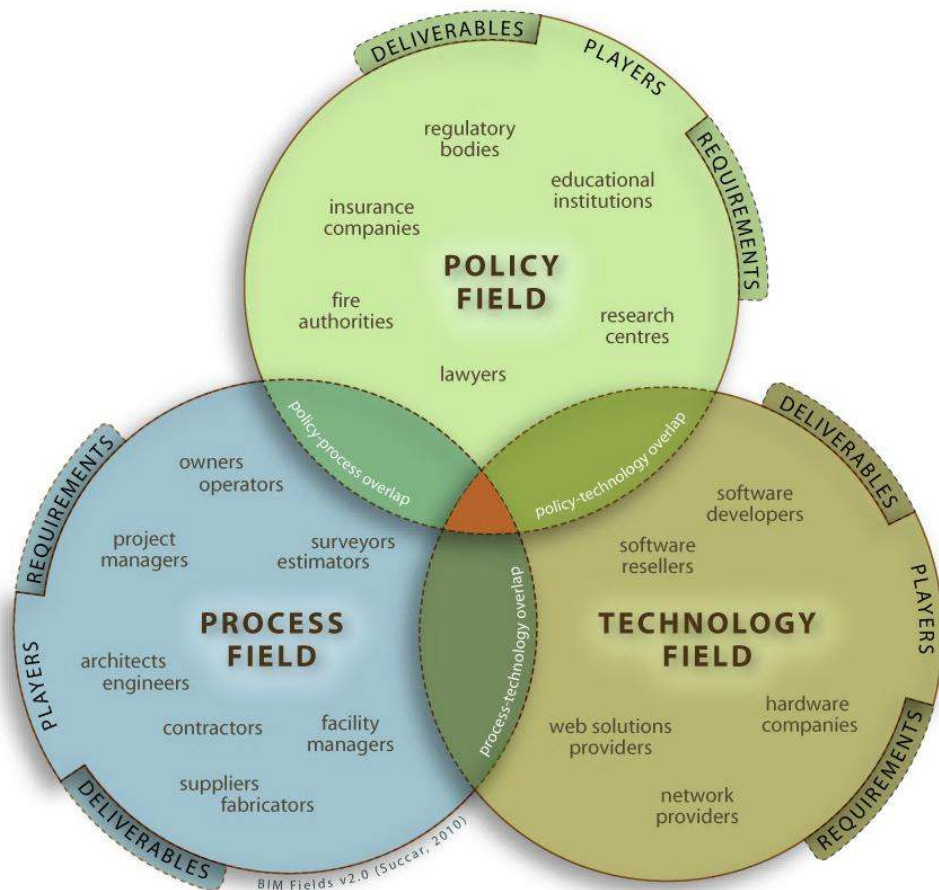 DELIVERABLES
PLAYERS
REQUIREMENTS
regulatory
bodies
educational
institutions
insurance
companies
POLICY
FIELD
fire
authorities
research
centres
lawyers
policy-process overlap
policy-technology overlap
process-technology overlap
REQUIREMENTS
PLAYERS
DELIVERABLES
owners
operators
project
managers
surveyors
estimators
PROCESS
FIELD
architects
engineers
contractors
facility
managers
suppliers
fabricators
DELIVERABLES
PLAYERS
REQUIREMENTS
software
developers
software
resellers
TECHNOLOGY
FIELD
hardware
companies
web solutions
providers
network
providers
BIM Fields v2.0 (Succar, 2010)